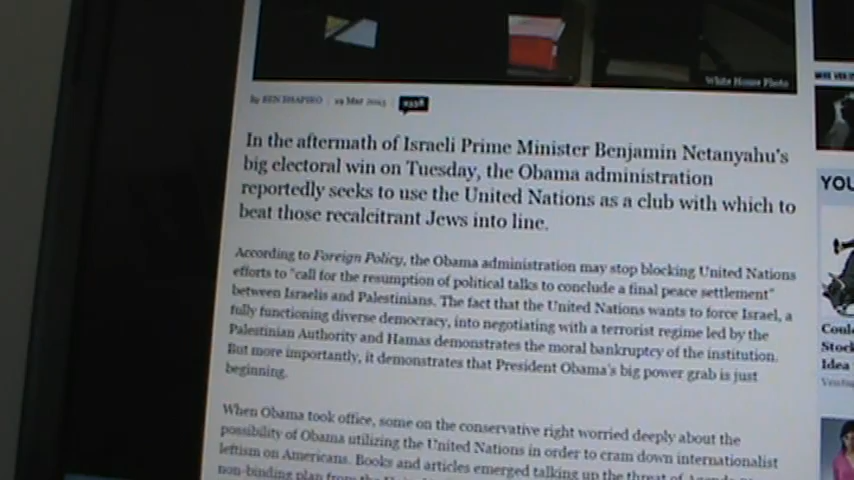 White House Photo
by BEN SHAPIRO | 19 Mar 2015
In the aftermath of Israeli Prime Minister Benjamin Netanyahu's
big electoral win on Tuesday, the Obama administration
reportedly seeks to use the United Nations as a club with which to
beat those recalcitrant Jews into line.
According to Foreign Policy, the Obama administration may stop blocking United Nations
efforts to "call for the resumption of political talks to conclude a final peace settlement"
between Israelis and Palestinians. The fact that the United Nations wants to force Israel, a
fully functioning diverse democracy, into negotiating with a terrorist regime led by the
Palestinian Authority and Hamas demonstrates the moral bankruptcy of the institution.
But more importantly, it demonstrates that President Obama's big power grab is just
beginning.
When Obama took office, some on the conservative right worried deeply about the
possibility of Obama utilizing the United Nations in order to cram down internationalist
leftism on Americans. Books and articles emerged talking up the threat of
non-binding plan from the
YOU
Stock
Idea